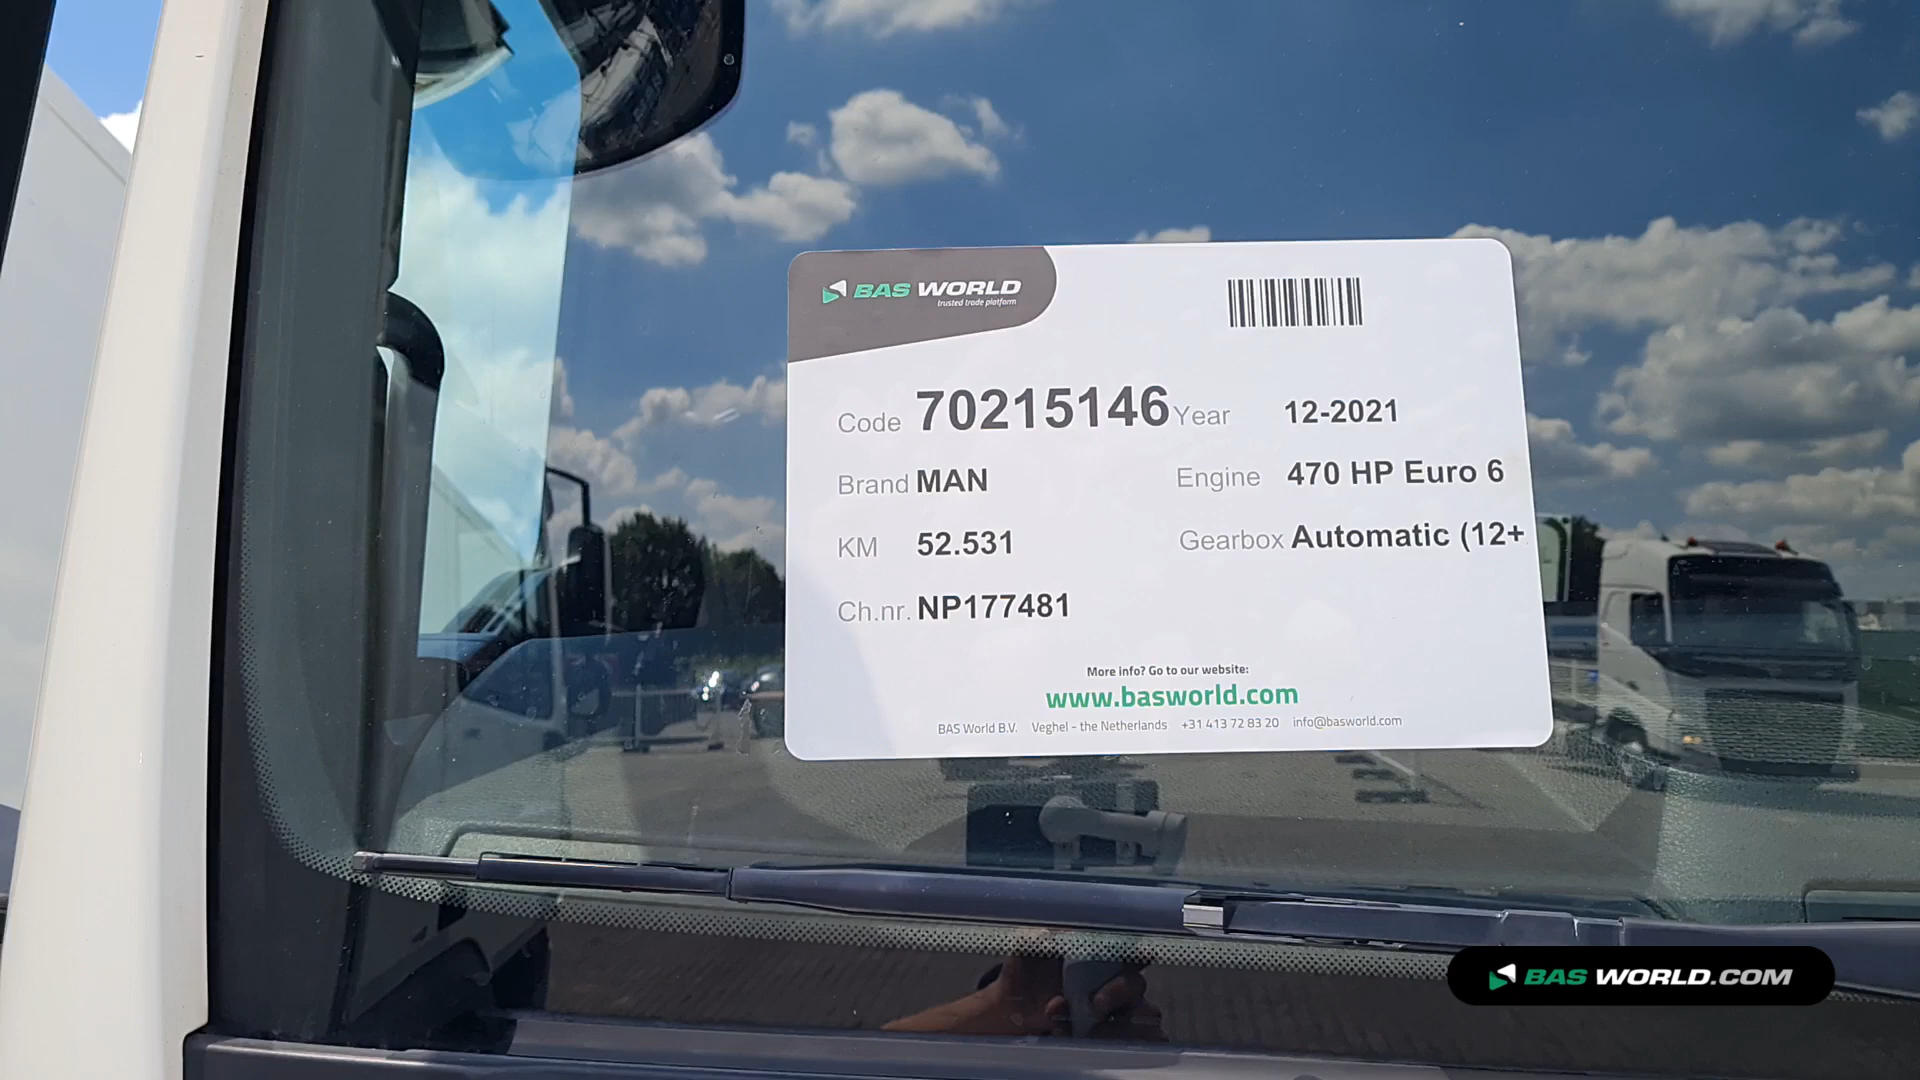 BAS WORLD
trusted trade platform
Code 70215146 Year 12-2021
Brand MAN Engine 470 HP Euro 6
KM 52.531 Gearbox Automatic (12+
Ch.nr. NP177481
More info? Go to our website:
www.basworld.com
BAS World B.V. Veghel - the Netherlands +31 413 72 83 20 info@basworld.com
BAS WORLD.COM